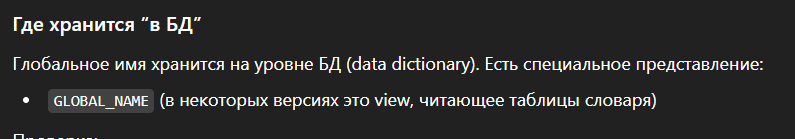 Где хранится “в БД”
Глобальное имя хранится на уровне БД (data dictionary). Есть специальное представление:
• GLOBAL_NAME (в некоторых версиях это view, читающее таблицы словаря)